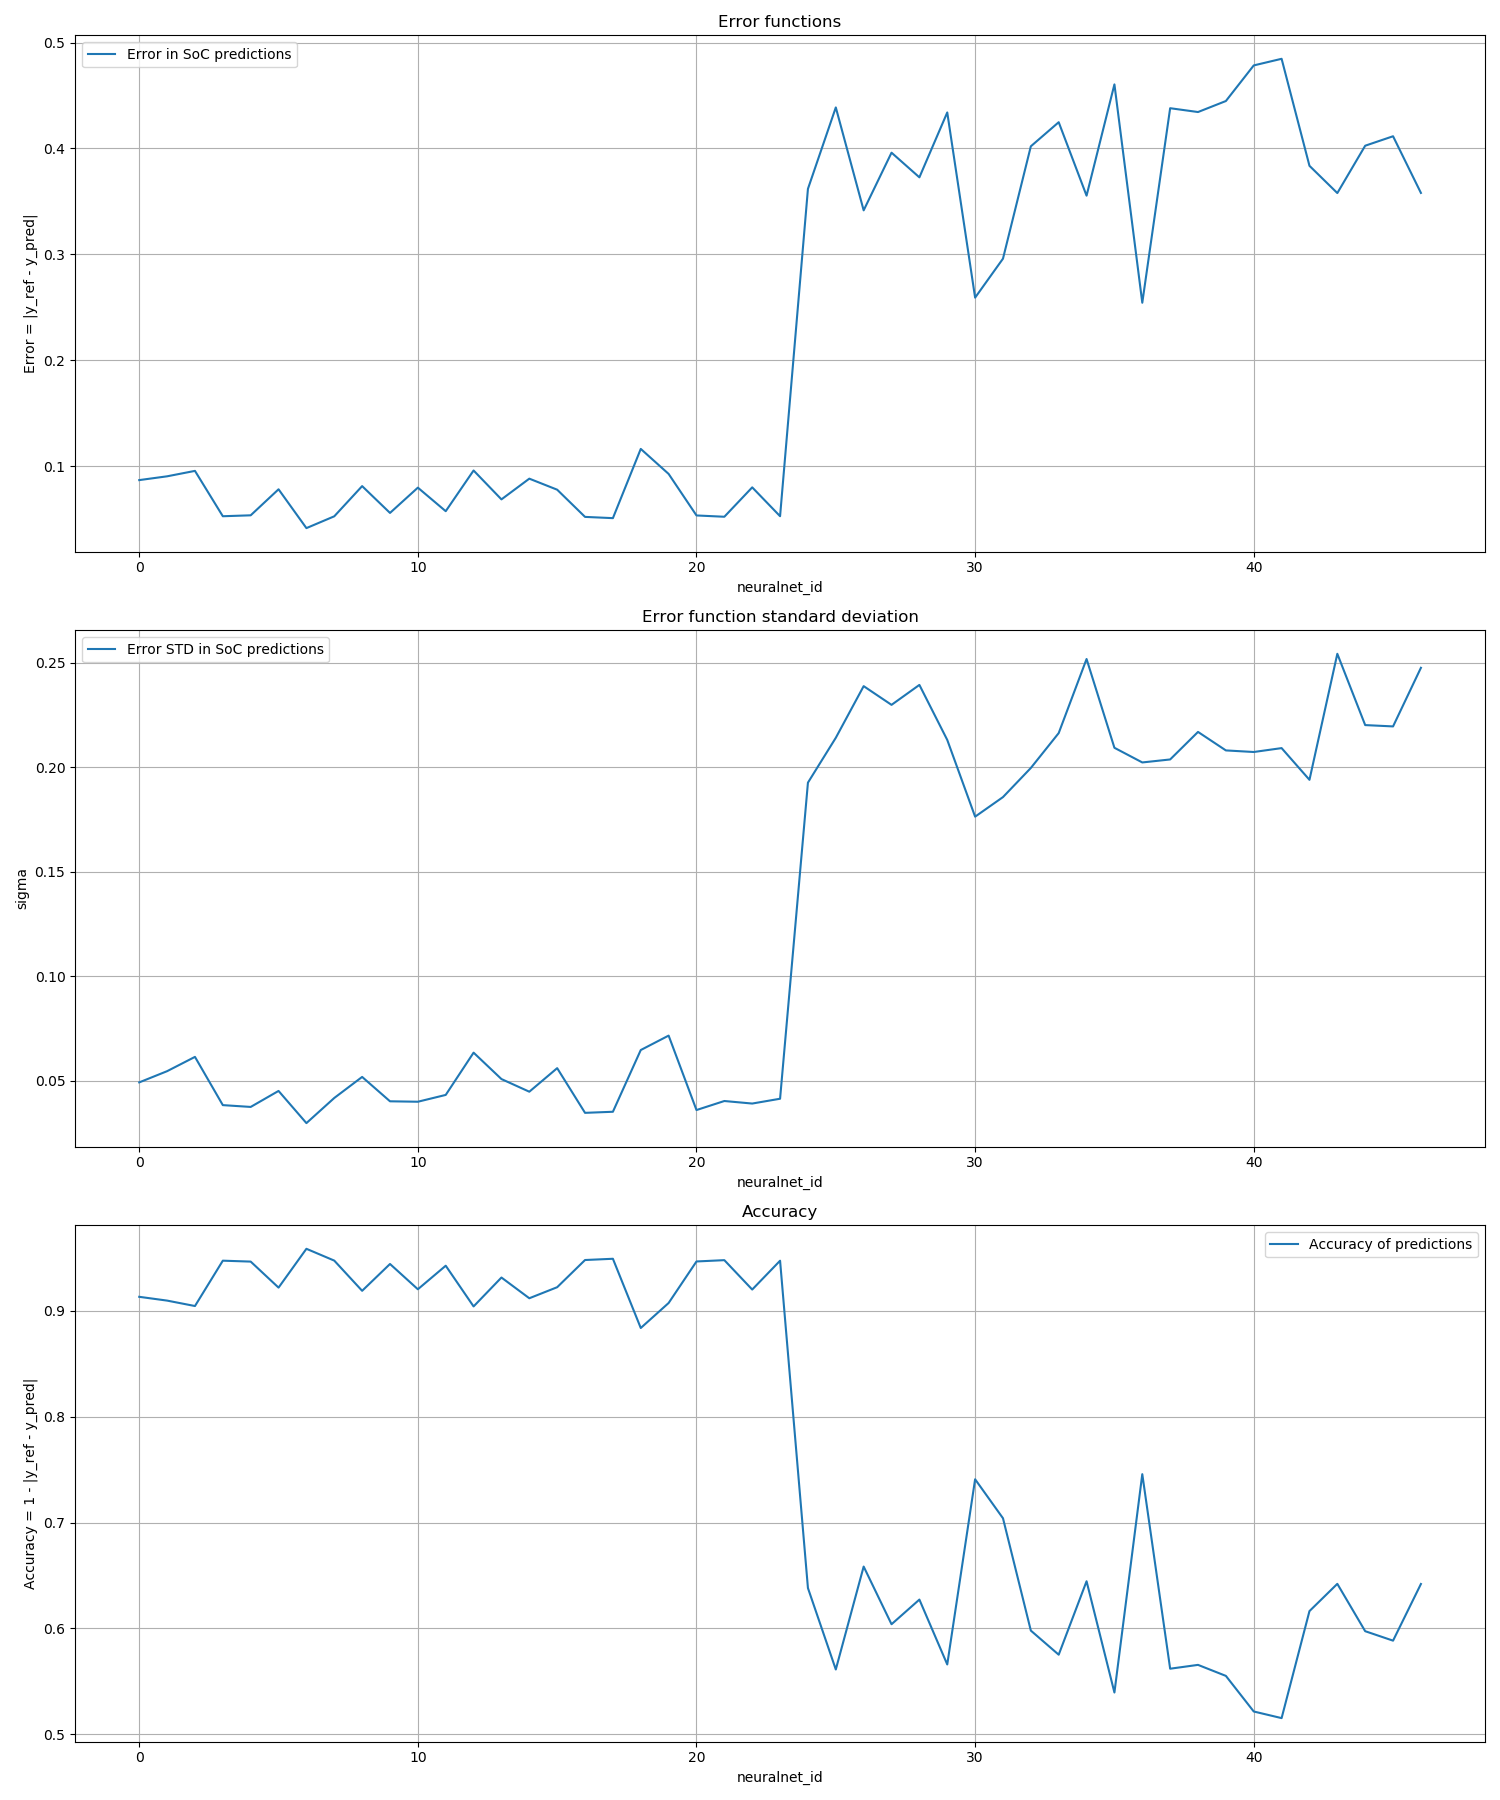 Error functions
Error in SoC predictions
0.5
0.4
0.3
0.2
0.1
Error = |y_ref - y_pred|
0 10 20 30 40
neuralnet_id
Error function standard deviation
Error STD in SoC predictions
0.25
0.20
0.15
0.10
0.05
sigma
0 10 20 30 40
neuralnet_id
Accuracy
Accuracy of predictions
0.9
0.8
0.7
0.6
0.5
Accuracy = 1 - |y_ref - y_pred|
0 10 20 30 40
neuralnet_id